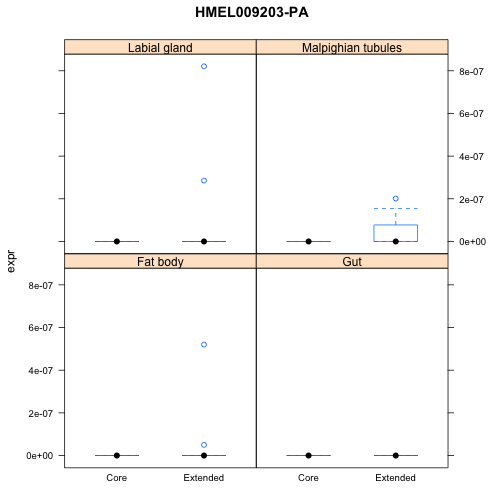 HMEL009203-PA
Labial gland
Malpighian tubules
8e-07
6e-07
4e-07
2e-07
0e+00
expr
Fat body
Gut
8e-07
6e-07
4e-07
2e-07
0e+00
Core
Extended
Core
Extended